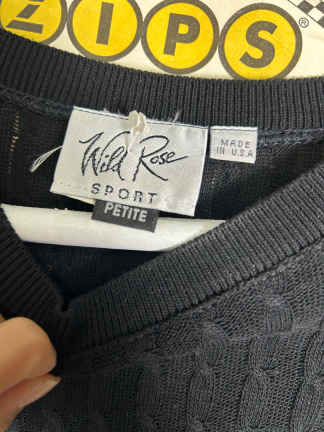 ZIPS
Wild Rose
SPORT
PETITE
MADE
IN U.S.A